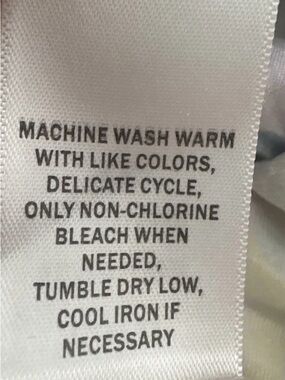 MACHINE WASH WARM
WITH LIKE COLORS,
DELICATE CYCLE,
ONLY NON-CHLORINE
BLEACH WHEN
NEEDED,
TUMBLE DRY LOW,
COOL IRON IF
NECESSARY